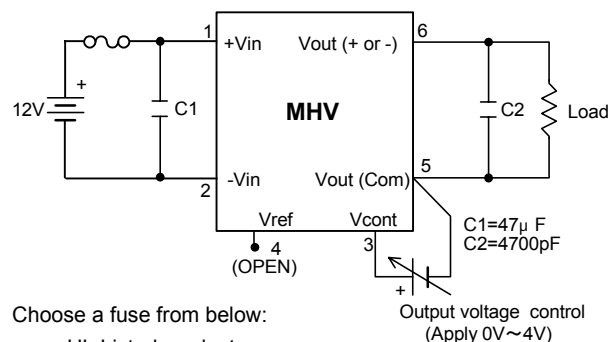 1
+Vin
Vout (+ or -)
6
+
12V
C1
MHV
C2
Load
2
-Vin
Vout (Com)
5
Vref
Vcont
4
(OPEN)
3
+
C1=47μ F
C2=4700pF
Output voltage control
(Apply 0V～4V)
Choose a fuse from below: